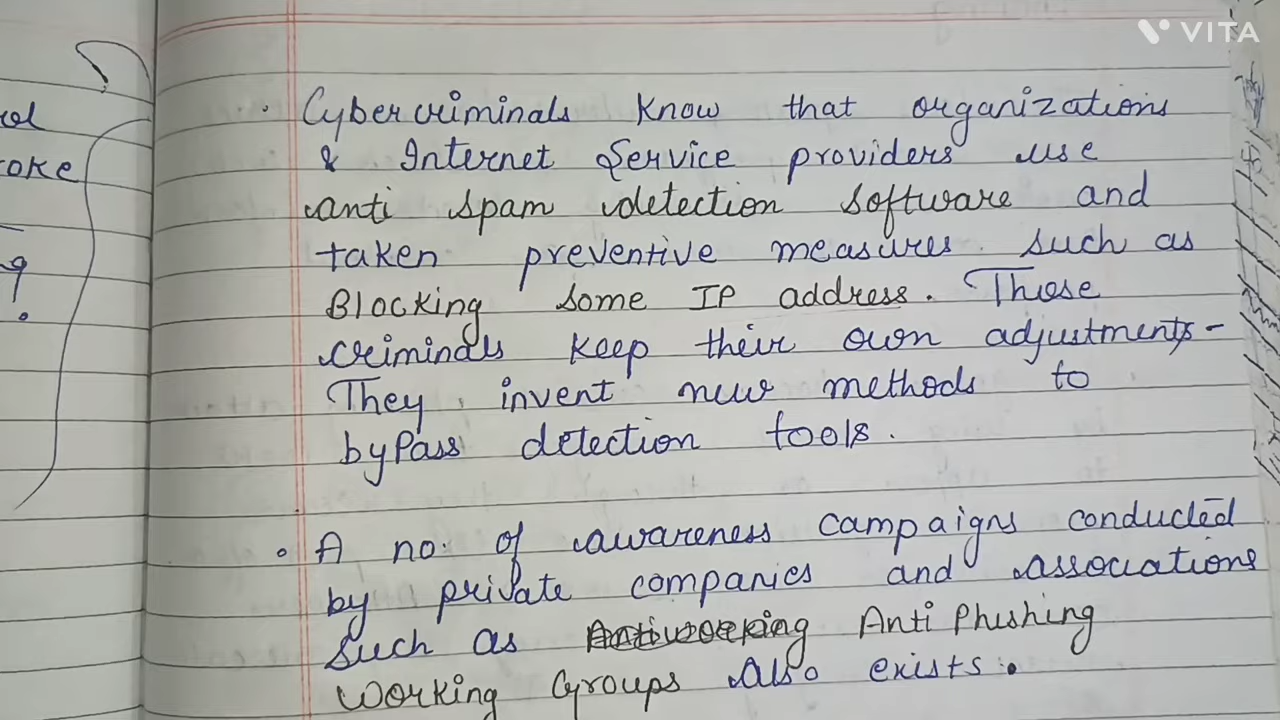 VITA
rol
oke
g
.
• Cybercriminals know that organizations
& Internet Service providers use
anti spam detection software and
taken preventive measures such as
Blocking some IP address. These
criminals keep their own adjustments-
They invent new methods to
byPass detection tools.
• A no. of awareness campaigns conducted
by private companies and associations
such as Antiworking Anti Phishing
Working Groups also exists.